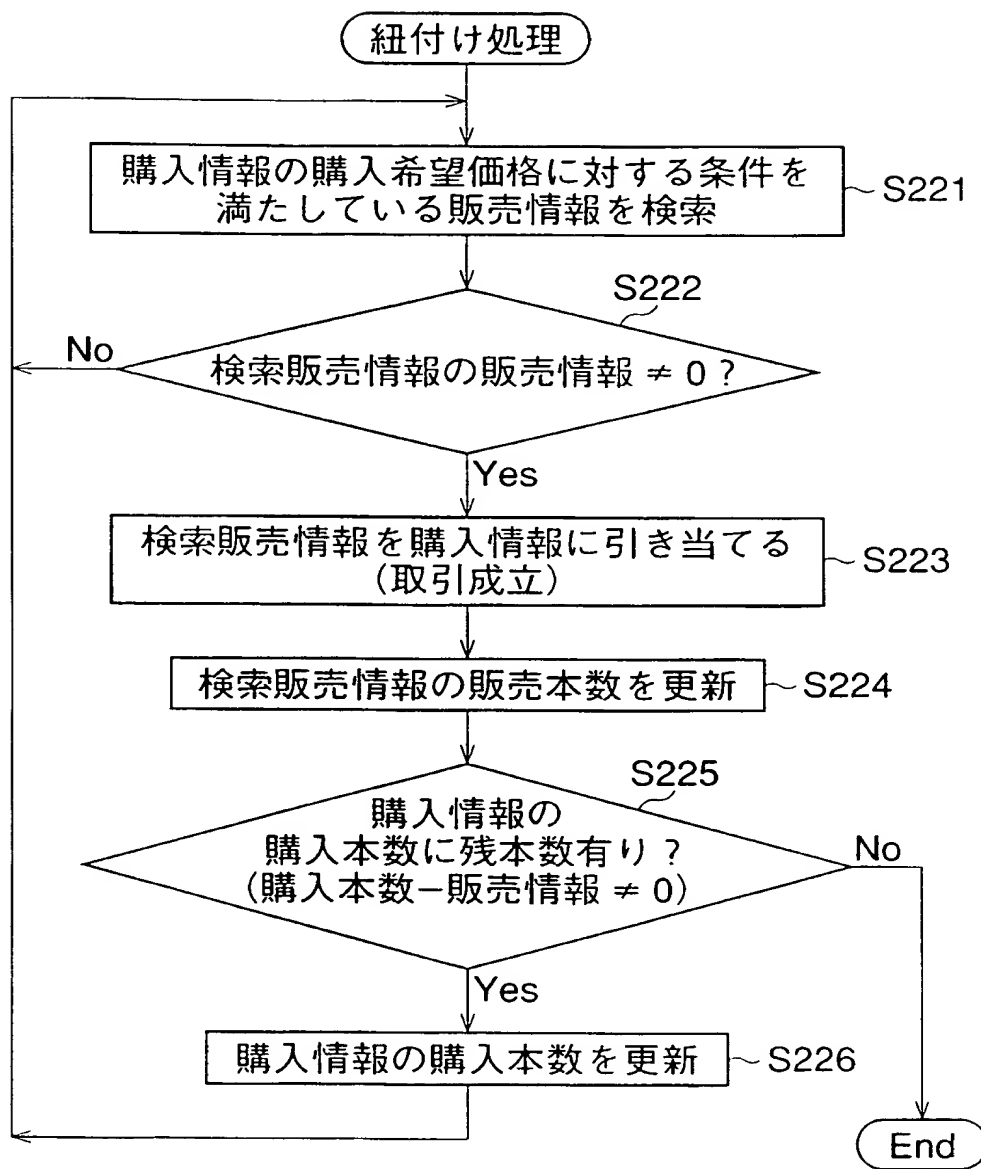 紐付け処理
購入情報の購入希望価格に対する条件を
満たしている販売情報を検索
S221
S222
No
検索販売情報の販売情報 ≠ 0 ?
Yes
検索販売情報を購入情報に引き当てる
(取引成立)
S223
検索販売情報の販売本数を更新
S224
S225
購入情報の
購入本数に残本数有り?
(購入本数−販売情報 ≠ 0)
No
Yes
購入情報の購入本数を更新
S226
End